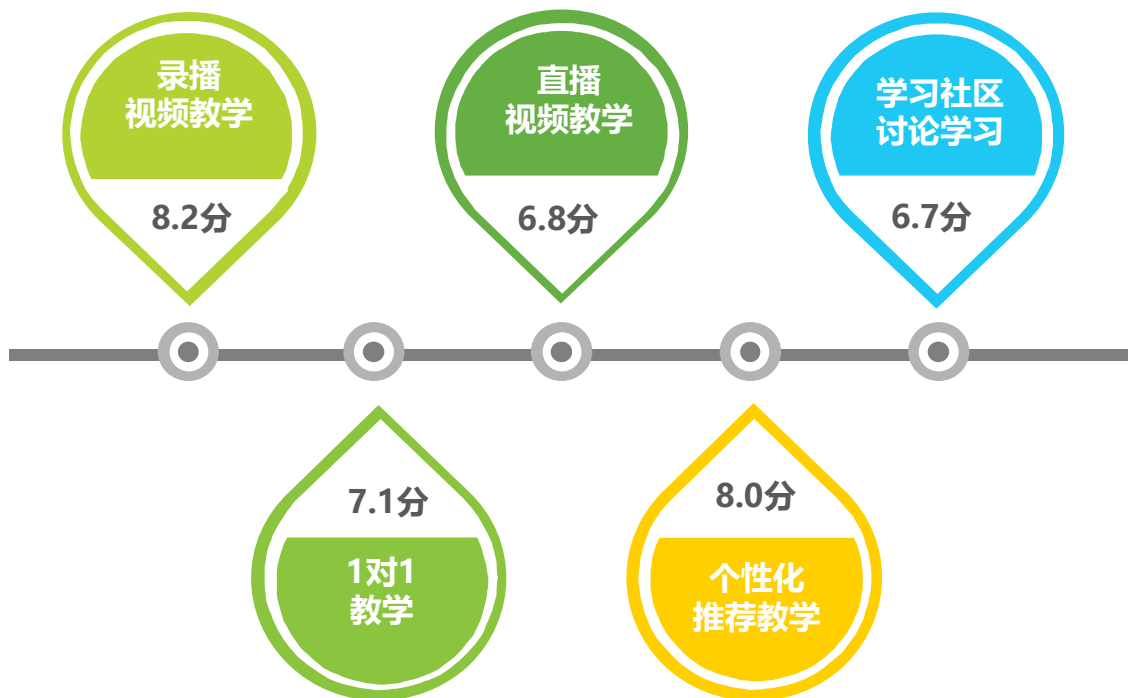 录播
视频教学
8.2分
直播
视频教学
6.8分
学习社区
讨论学习
6.7分
7.1分
1对1
教学
8.0分
个性化
推荐教学